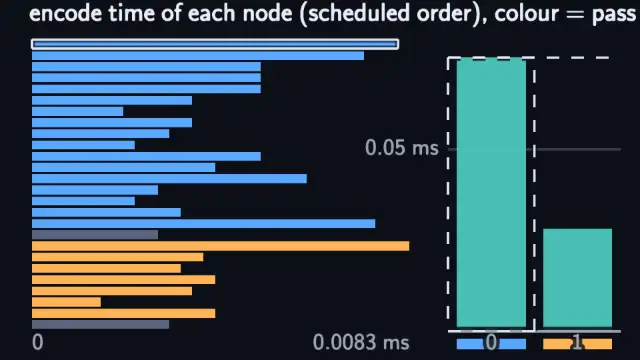 encode time of each node (scheduled order), colour = pass
0.05 ms
0
0.0083 ms
0
1